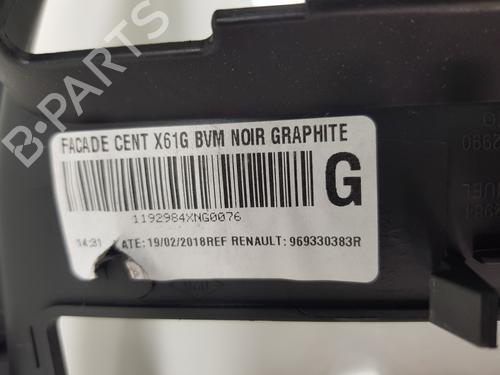 B-PARTS
FACADE CENT X61G BVM NOIR GRAPHITE
G
1192984XNG0076
14:31 ATE: 19/02/2018REF RENAULT: 969330383R